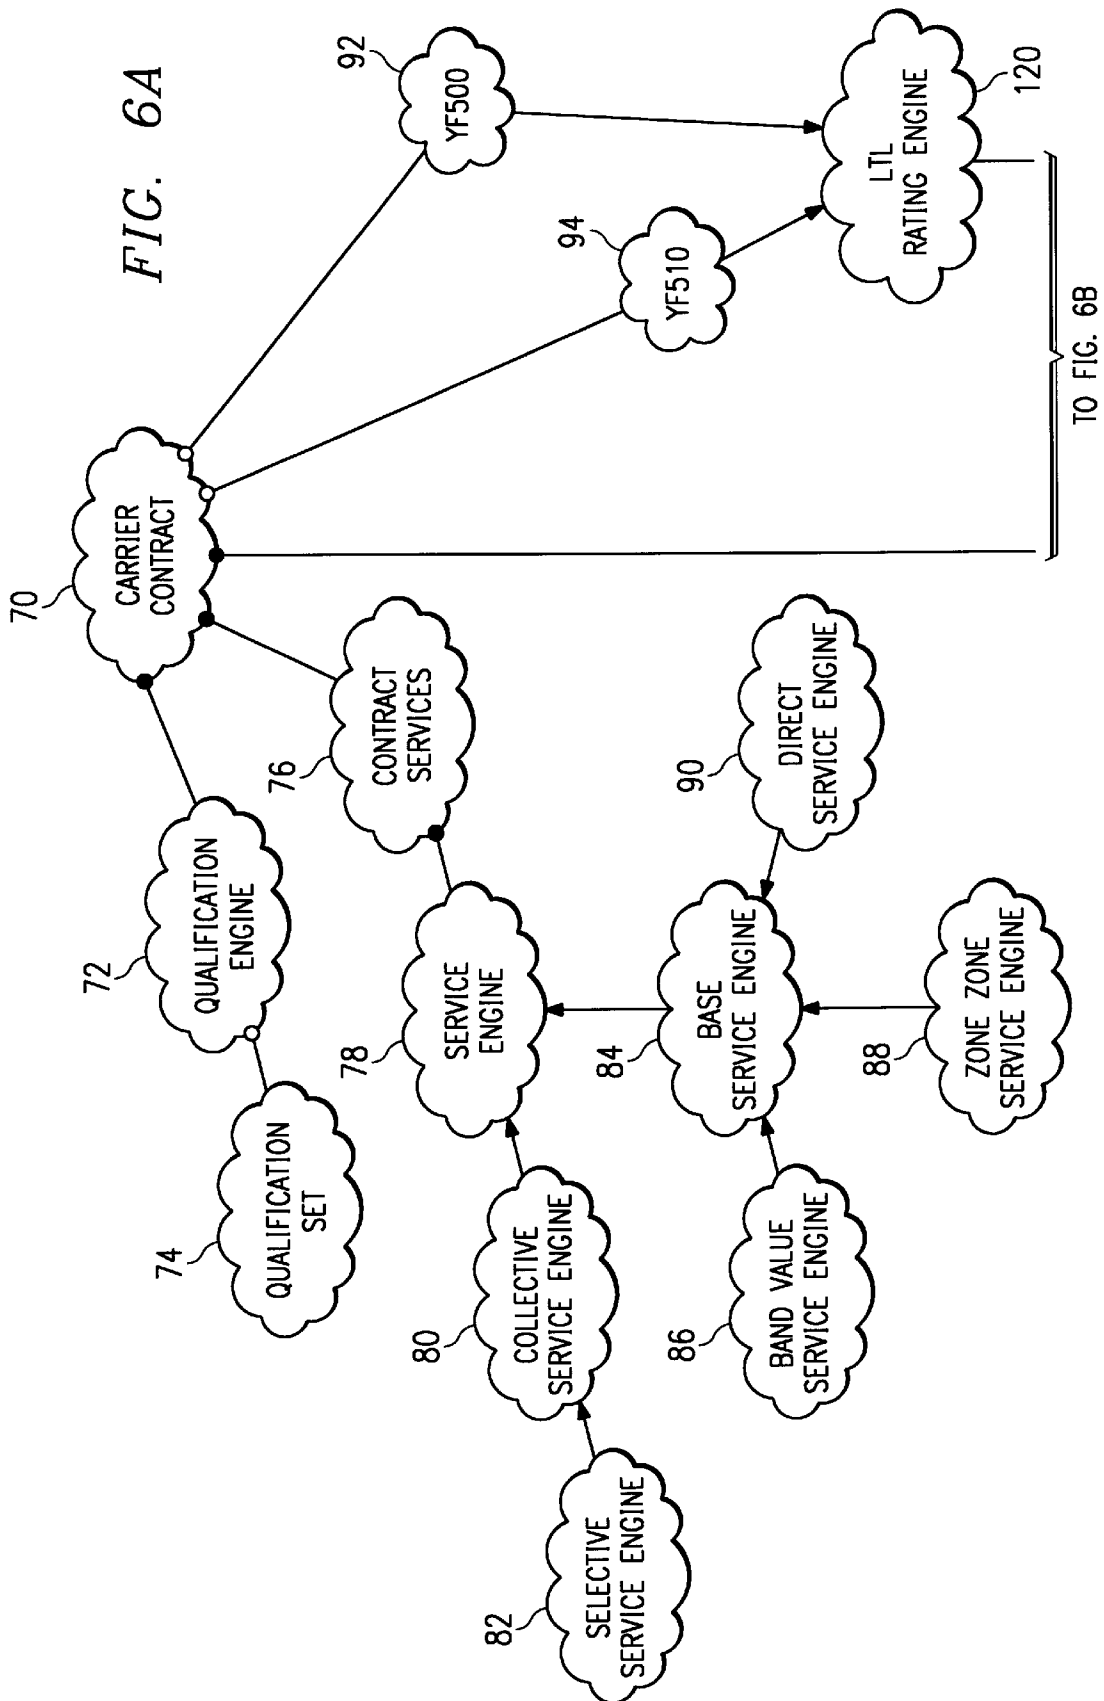 FIG. 6A
70
CARRIER
CONTRACT
72
QUALIFICATION
ENGINE
74
QUALIFICATION
SET
76
CONTRACT
SERVICES
78
SERVICE
ENGINE
80
COLLECTIVE
SERVICE ENGINE
82
SELECTIVE
SERVICE ENGINE
84
BASE
SERVICE ENGINE
86
BAND VALUE
SERVICE ENGINE
88
ZONE ZONE
SERVICE ENGINE
90
DIRECT
SERVICE ENGINE
92
YF500
94
YF510
LTL
RATING ENGINE
120
TO FIG. 6B